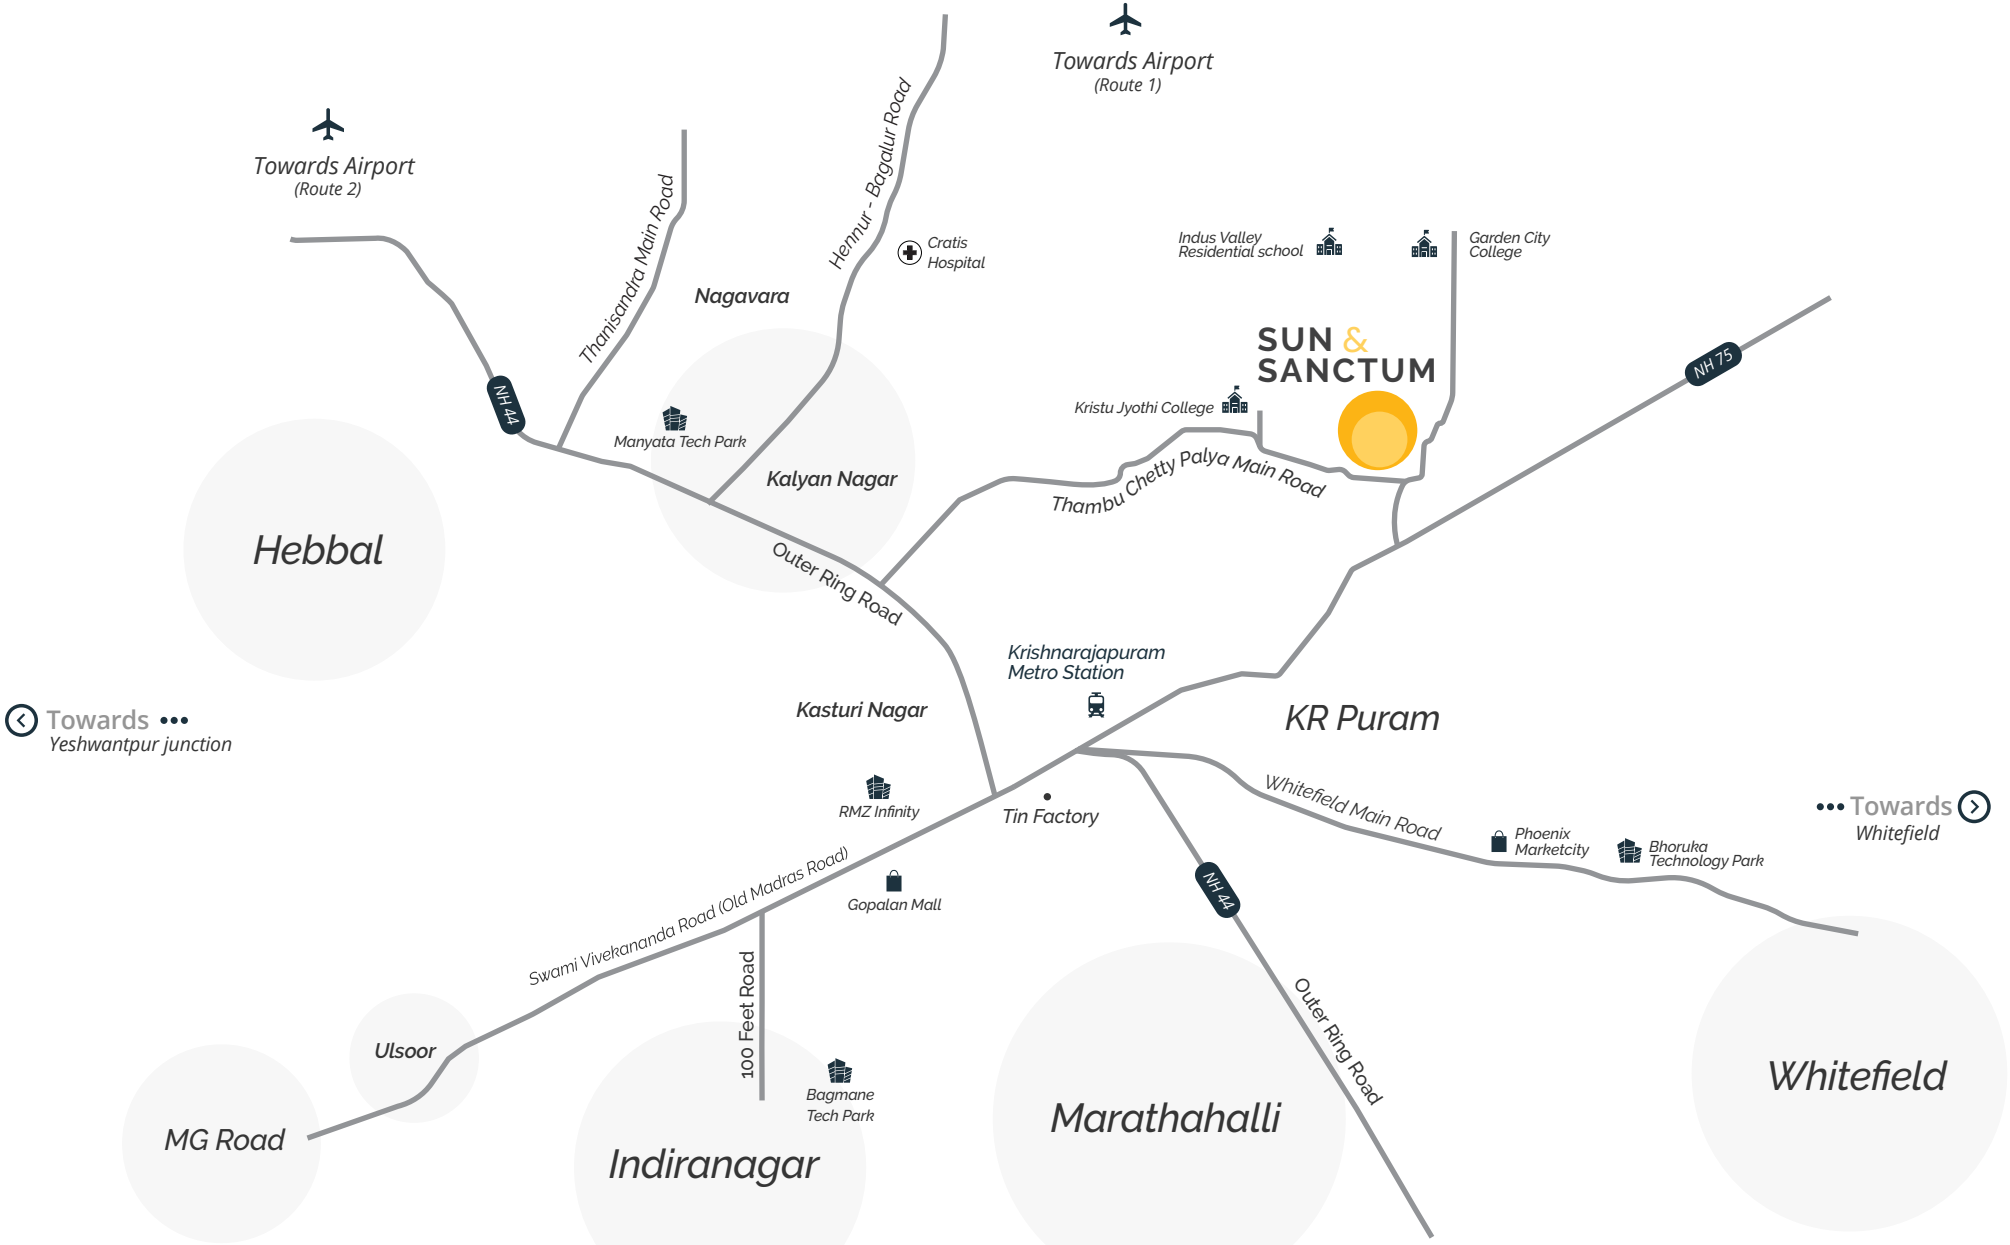 Towards Airport
(Route 1)
Towards Airport
(Route 2)
Hennur - Bagalur Road
Thanisandra Main Road
Cratis
Hospital
Indus Valley
Residential school
Garden City
College
Nagavara
SUN &
SANCTUM
NH 75
NH 44
Kristu Jyothi College
Manyata Tech Park
Kalyan Nagar
Thambu Chetty Palya Main Road
Hebbal
Outer Ring Road
Krishnarajapuram
Metro Station
Kasturi Nagar
KR Puram
Towards
Yeshwantpur junction
RMZ Infinity
Tin Factory
Whitefield Main Road
Towards
Whitefield
Phoenix
Marketcity
Bhoruka
Technology Park
Swami Vivekananda Road (Old Madras Road)
Gopalan Mall
NH 44
100 Feet Road
Outer Ring Road
Ulsoor
Bagmane
Tech Park
MG Road
Indiranagar
Marathahalli
Whitefield